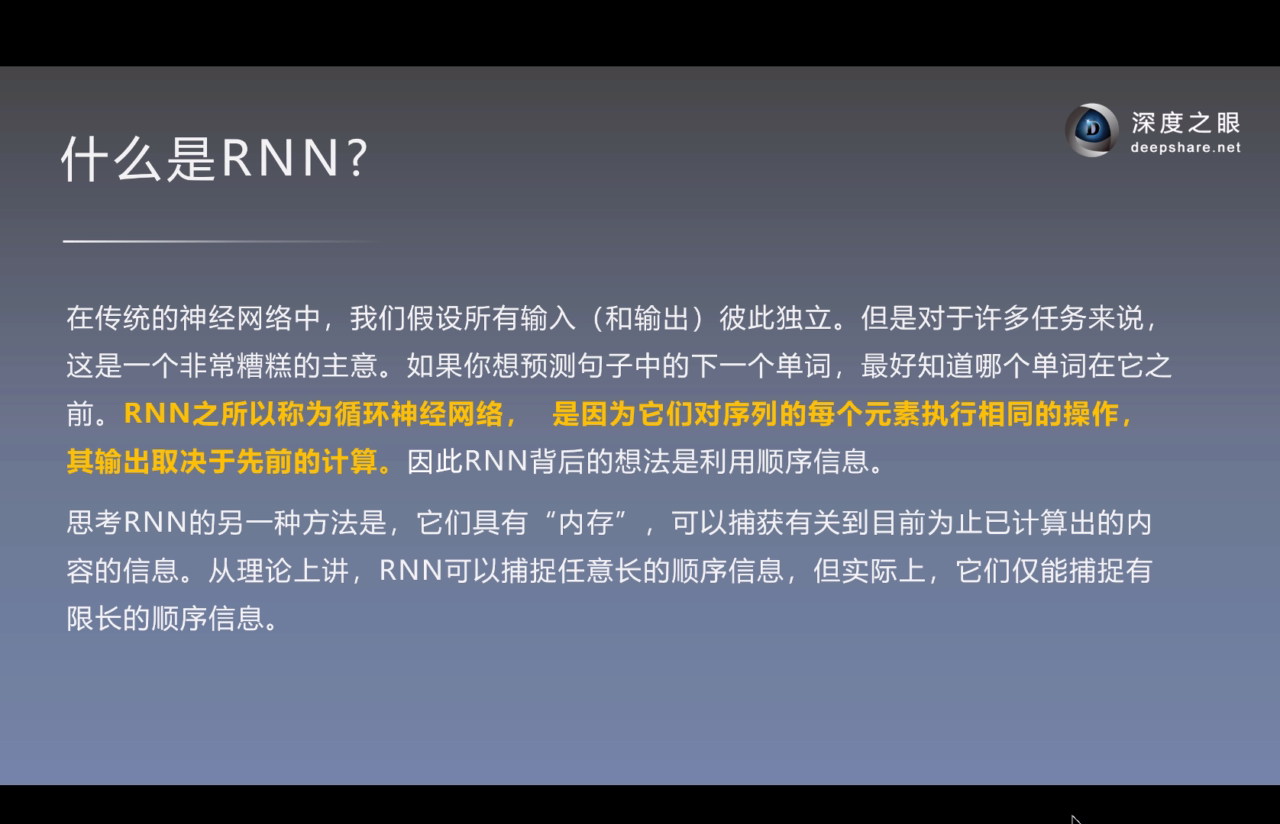 什么是RNN？
深度之眼
deepshare.net
在传统的神经网络中，我们假设所有输入（和输出）彼此独立。但是对于许多任务来说，
这是一个非常糟糕的主意。如果你想预测句子中的下一个单词，最好知道哪个单词在它之
前。RNN之所以称为循环神经网络， 是因为它们对序列的每个元素执行相同的操作，
其输出取决于先前的计算。因此RNN背后的想法是利用顺序信息。
思考RNN的另一种方法是，它们具有“内存”，可以捕获有关到目前为止已计算出的内
容的信息。从理论上讲，RNN可以捕捉任意长的顺序信息，但实际上，它们仅能捕捉有
限长的顺序信息。